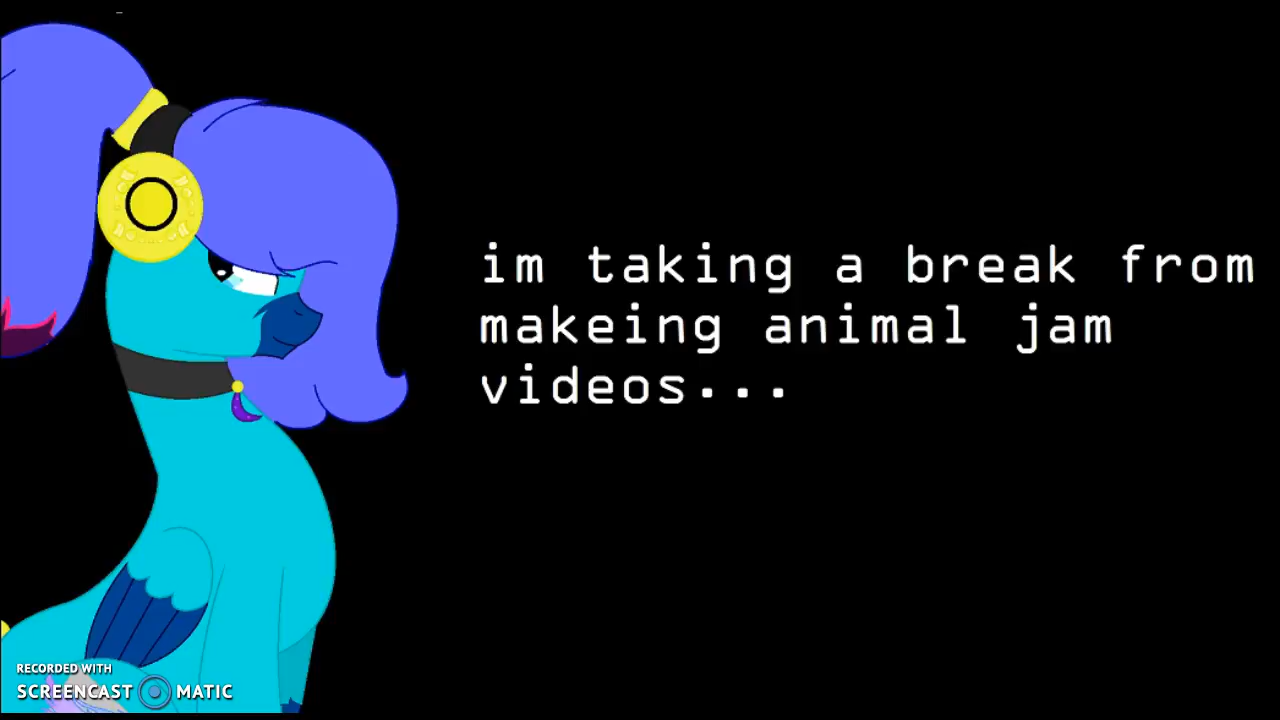 im taking a break from
makeing animal jam
videos...
RECORDED WITH
SCREENCAST MATIC